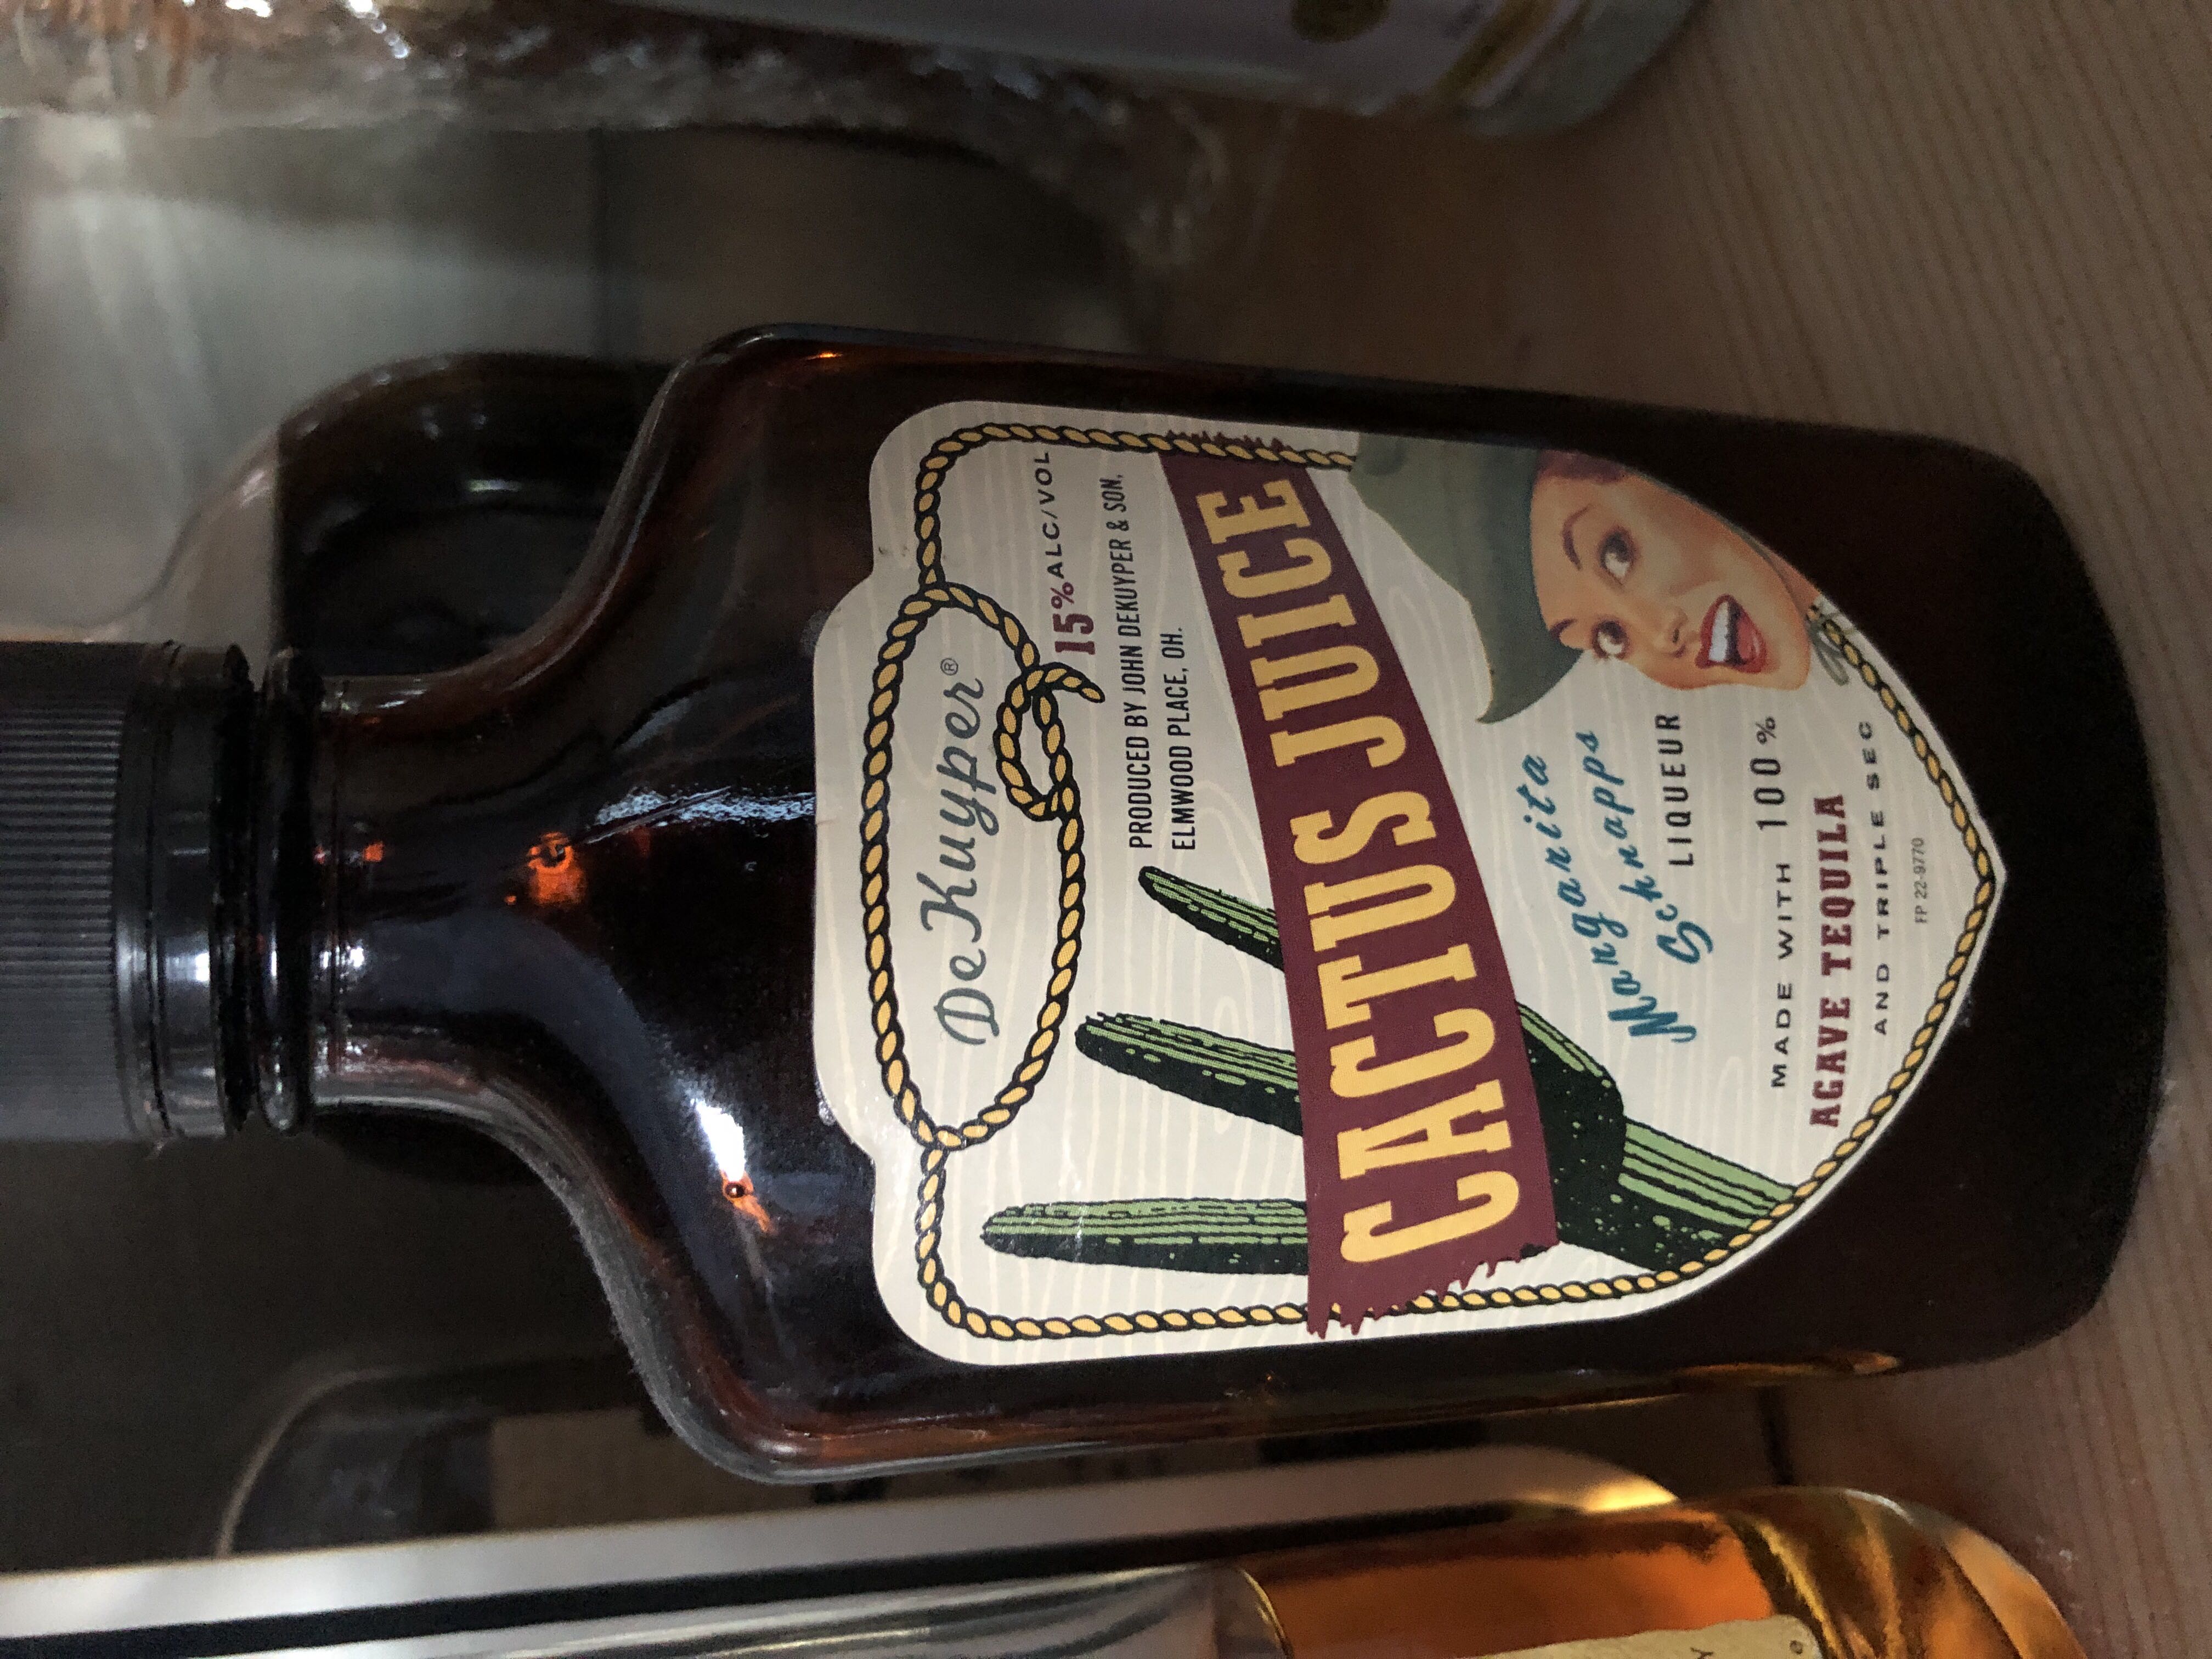 DeKuyper®
15% ALC/VOL
PRODUCED BY JOHN DEKUYPER & SON,
ELMWOOD PLACE, OH.
CACTUS JUICE
Margarita
Schnapps
LIQUEUR
MADE WITH 100%
AGAVE TEQUILA
AND TRIPLE SEC
FP 22-9770